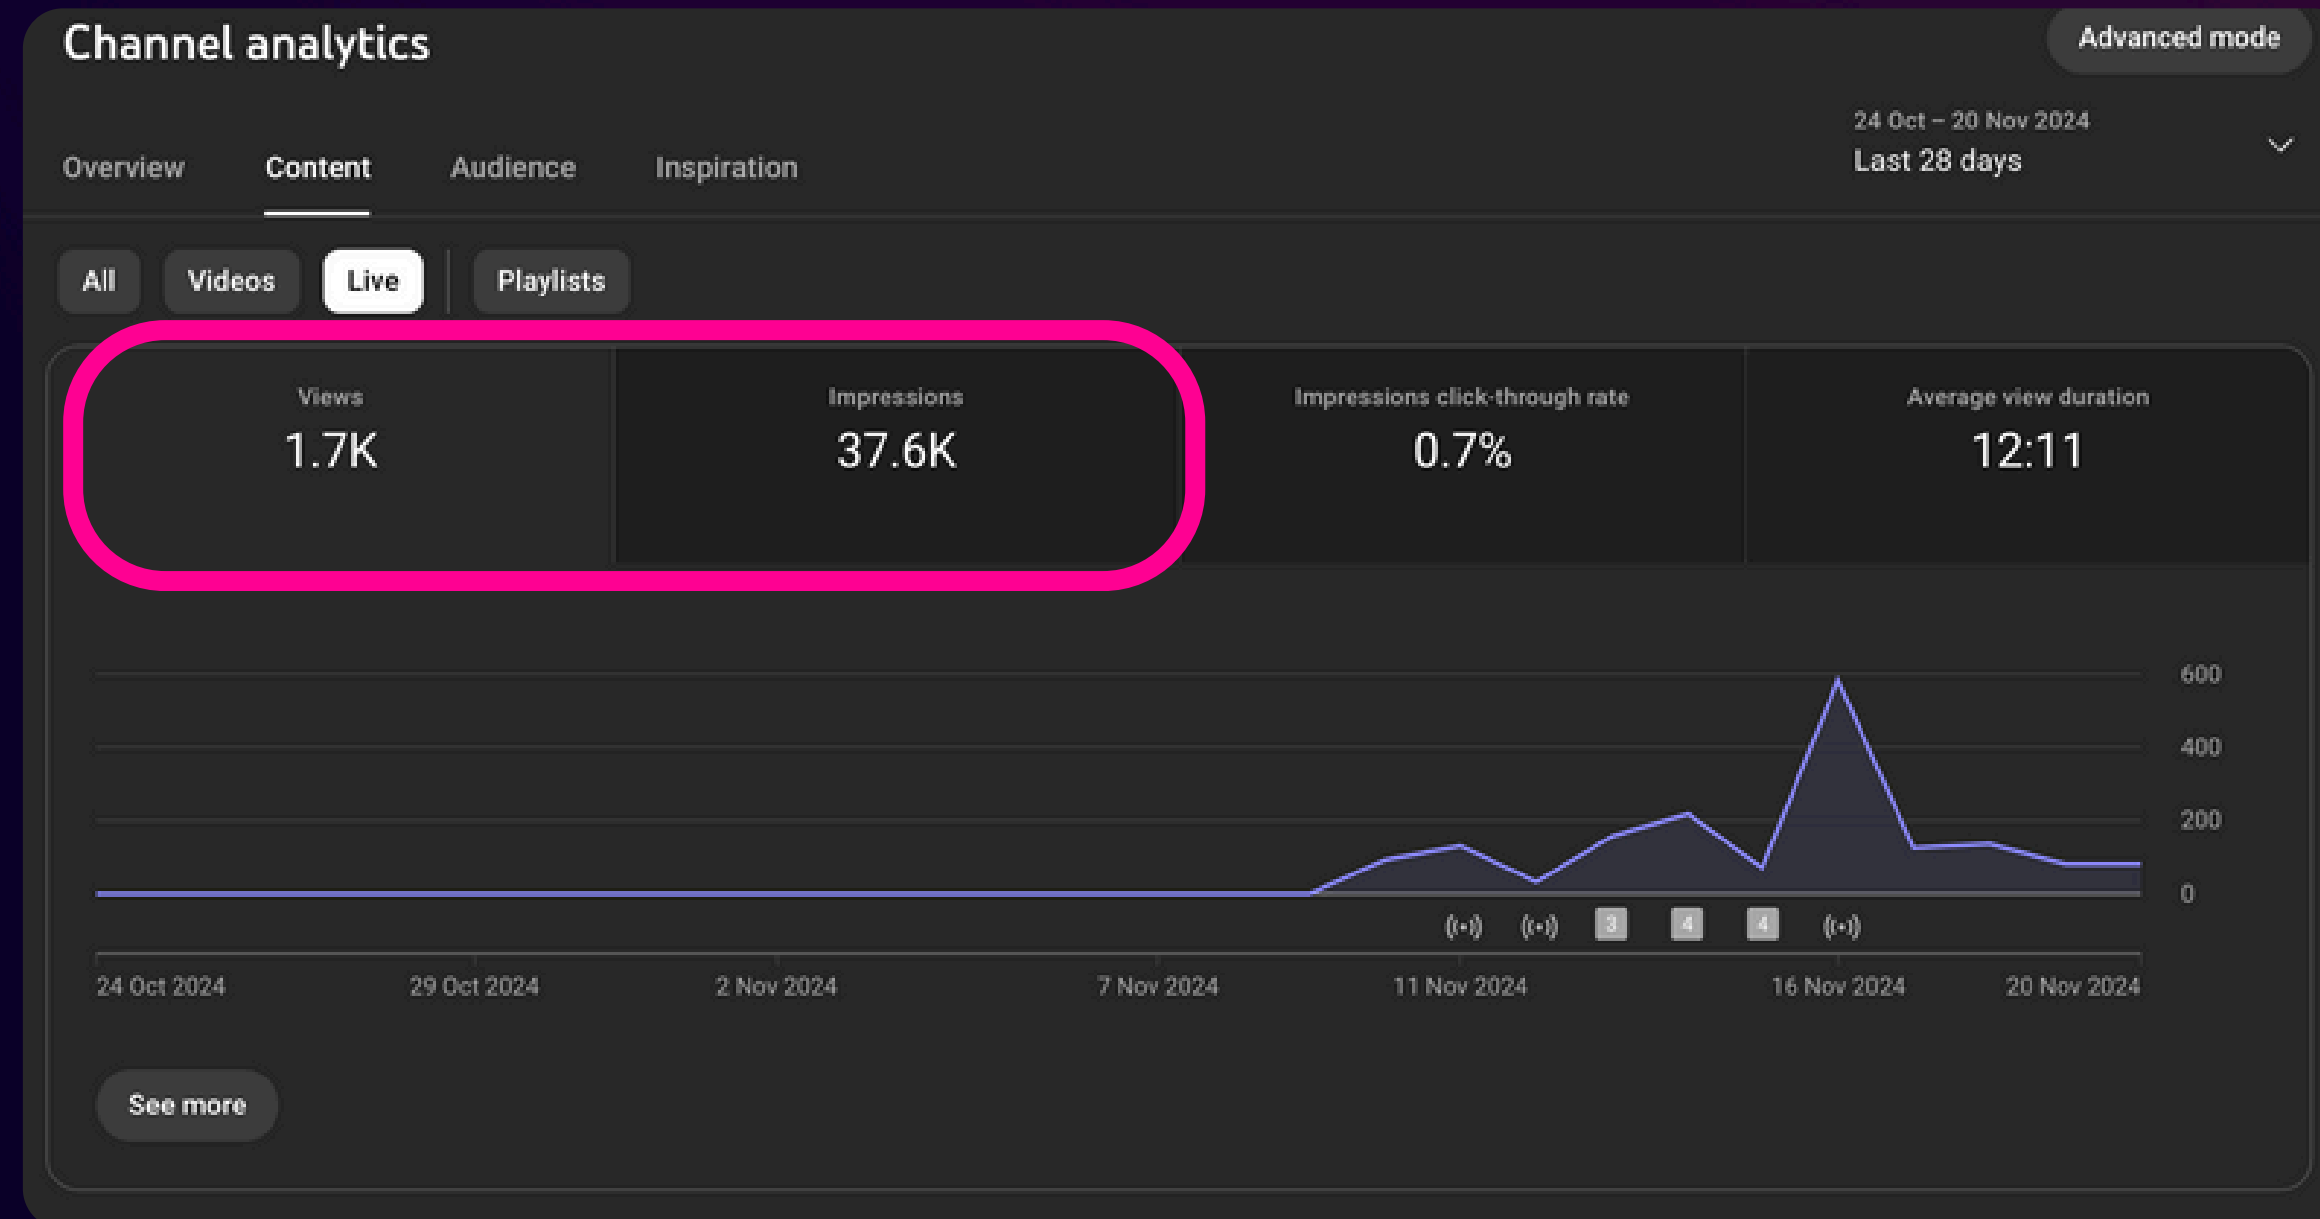 Channel analytics
Advanced mode
24 Oct – 20 Nov 2024
Last 28 days
Overview Content Audience Inspiration
All Videos Live Playlists
Views Impressions Impressions click-through rate Average view duration
1.7K 37.6K 0.7% 12:11
600
400
200
0
3 4 4
24 Oct 2024 29 Oct 2024 2 Nov 2024 7 Nov 2024 11 Nov 2024 16 Nov 2024 20 Nov 2024
See more